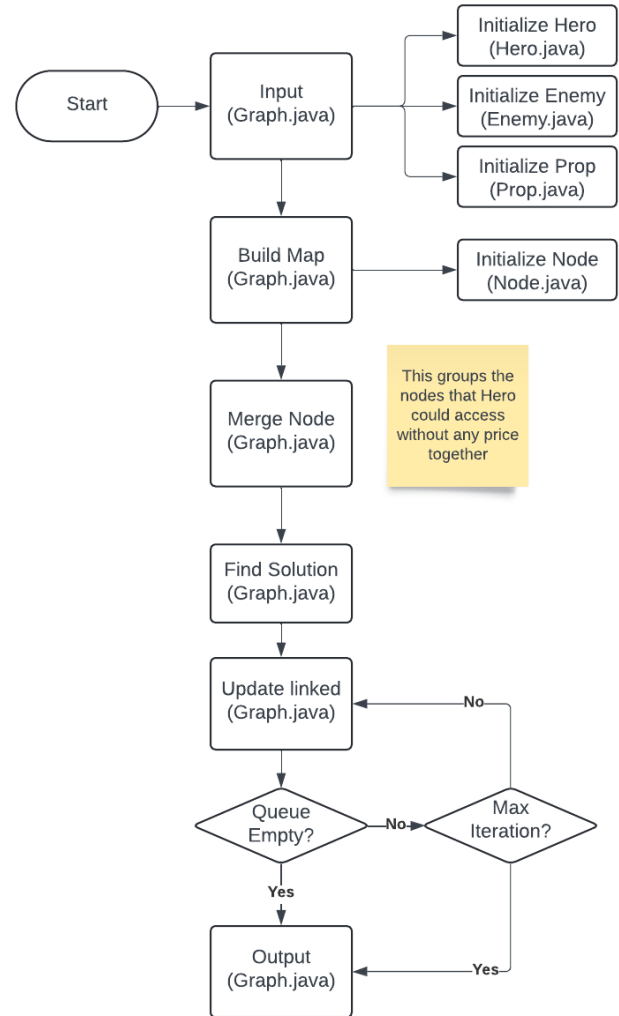 Start
Input
(Graph.java)
Initialize Hero
(Hero.java)
Initialize Enemy
(Enemy.java)
Initialize Prop
(Prop.java)
Build Map
(Graph.java)
Initialize Node
(Node.java)
Merge Node
(Graph.java)
This groups the
nodes that Hero
could access
without any price
together
Find Solution
(Graph.java)
Update linked
(Graph.java)
No
Queue
Empty?
No
Max
Iteration?
Yes
Output
(Graph.java)
Yes